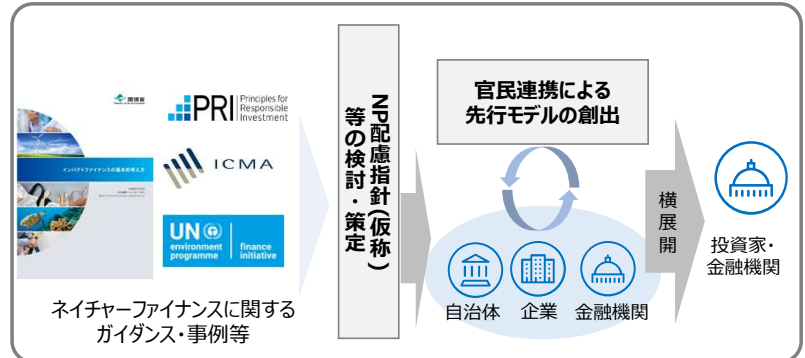 環境省
インパクトファイナンスの基本的考え方
PRI
Principles for
Responsible
Investment
ICMA
UN
environment
programme
finance
initiative
ネイチャーファイナンスに関する
ガイダンス・事例等
NP配慮指針(仮称)
等の検討・策定
官民連携による
先行モデルの創出
自治体
企業
金融機関
横展開
投資家・
金融機関